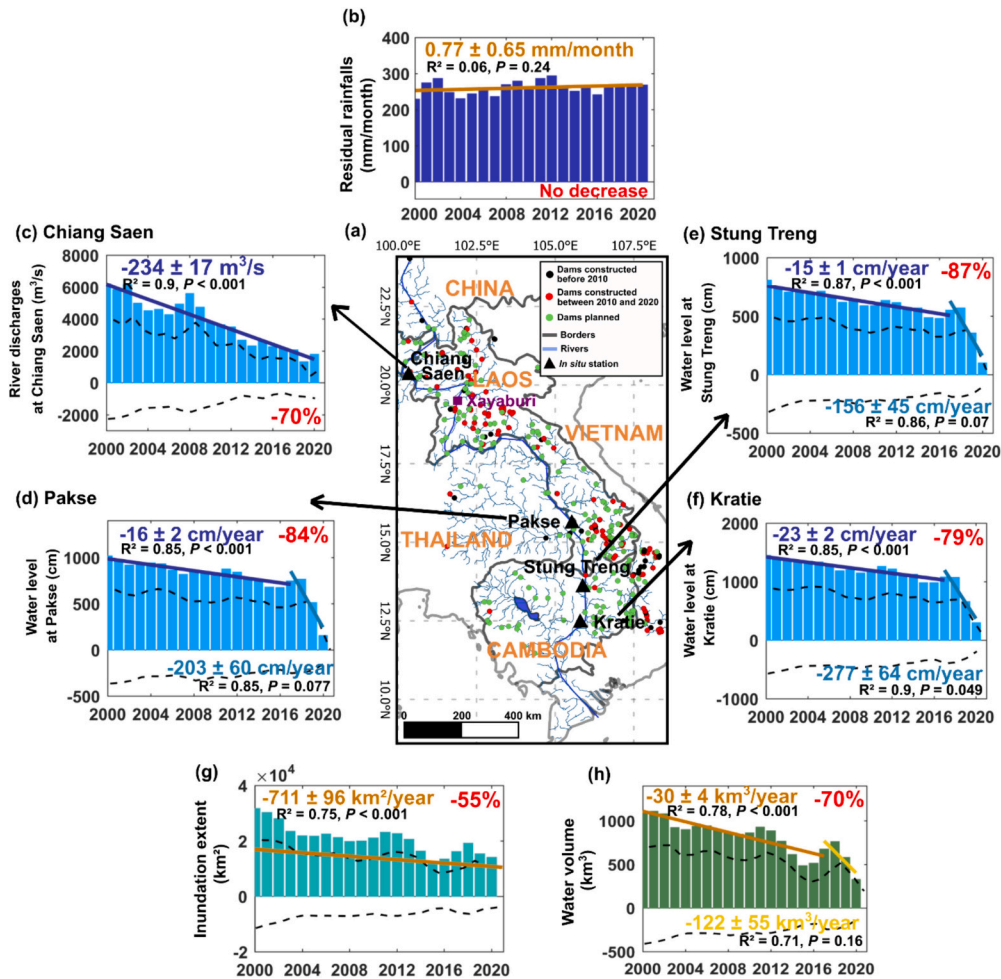 (b)
0.77 ± 0.65 mm/month
R² = 0.06, P = 0.24
Residual rainfalls
(mm/month)
400
300
200
100
0
No decrease
2000 2004 2008 2012 2016 2020
(c) Chiang Saen
-234 ± 17 m³/s
R² = 0.9, P < 0.001
River discharges
at Chiang Saen (m³/s)
8000
6000
4000
2000
0
-2000
-70%
2000 2004 2008 2012 2016 2020
(a)
100.0°E 102.5°E 105.0°E 107.5°E
22.5°N
20.0°N
17.5°N
15.0°N
12.5°N
10.0°N
Dams constructed
before 2010
Dams constructed
between 2010 and 2020
Dams planned
Borders
Rivers
In situ station
CHINA
Chiang
Saen
LAOS
Xayaburi
VIETNAM
Pakse
THAILAND
Stung Treng
Kratie
CAMBODIA
0 200 400 km
(e) Stung Treng
-15 ± 1 cm/year
-87%
R² = 0.87, P < 0.001
Water level at
Stung Treng (cm)
1000
500
0
-500
-156 ± 45 cm/year
R² = 0.86, P = 0.07
2000 2004 2008 2012 2016 2020
(d) Pakse
-16 ± 2 cm/year
-84%
R² = 0.85, P < 0.001
Water level
at Pakse (cm)
1000
500
0
-500
-203 ± 60 cm/year
R² = 0.85, P = 0.077
2000 2004 2008 2012 2016 2020
(f) Kratie
-23 ± 2 cm/year
-79%
R² = 0.85, P < 0.001
Water level at
Kratie (cm)
2000
1000
0
-1000
-277 ± 64 cm/year
R² = 0.9, P = 0.049
2000 2004 2008 2012 2016 2020
(g)
×10⁴
-711 ± 96 km²/year
-55%
R² = 0.75, P < 0.001
Inundation extent
(km²)
4
2
0
-2
2000 2004 2008 2012 2016 2020
(h)
-30 ± 4 km³/year
-70%
R² = 0.78, P < 0.001
Water volume
(km³)
1000
500
0
-500
-122 ± 55 km³/year
R² = 0.71, P = 0.16
2000 2004 2008 2012 2016 2020